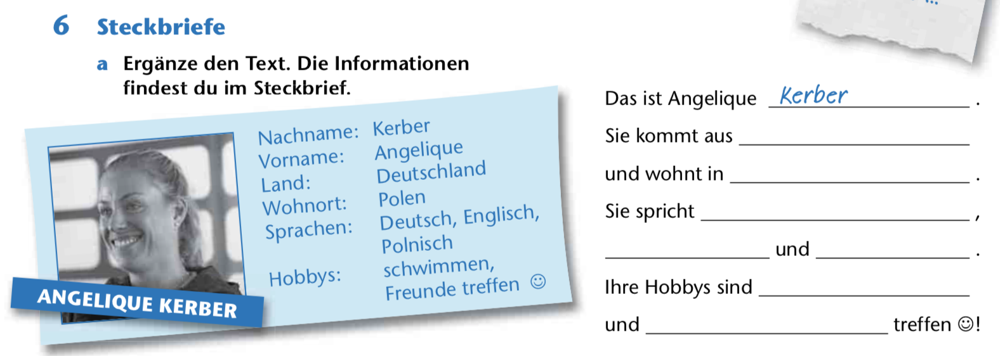 ...
6 Steckbriefe
a Ergänze den Text. Die Informationen
findest du im Steckbrief.
Nachname: Kerber
Vorname: Angelique
Land: Deutschland
Wohnort: Polen
Sprachen: Deutsch, Englisch,
Polnisch
Hobbys: schwimmen,
Freunde treffen ☺
ANGELIQUE KERBER
Das ist Angelique Kerber .
Sie kommt aus
und wohnt in .
Sie spricht ,
und .
Ihre Hobbys sind
und treffen ☺!